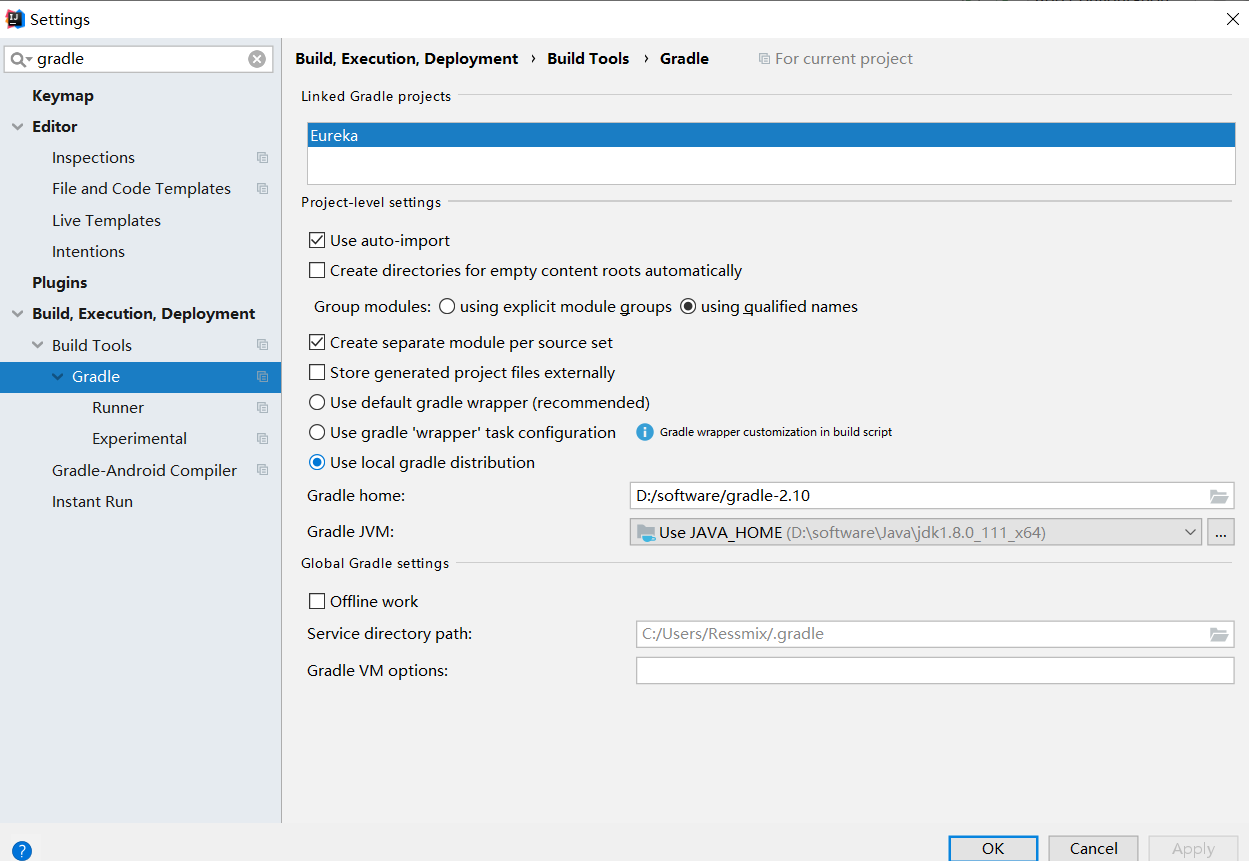 Settings
gradle
Keymap
Editor
Inspections
File and Code Templates
Live Templates
Intentions
Plugins
Build, Execution, Deployment
Build Tools
Gradle
Runner
Experimental
Gradle-Android Compiler
Instant Run
Build, Execution, Deployment › Build Tools › Gradle For current project
Linked Gradle projects
Eureka
Project-level settings
Use auto-import
Create directories for empty content roots automatically
Group modules: using explicit module groups using qualified names
Create separate module per source set
Store generated project files externally
Use default gradle wrapper (recommended)
Use gradle 'wrapper' task configuration Gradle wrapper customization in build script
Use local gradle distribution
Gradle home: D:/software/gradle-2.10
Gradle JVM: Use JAVA_HOME (D:\software\Java\jdk1.8.0_111_x64) ...
Global Gradle settings
Offline work
Service directory path: C:/Users/Ressmix/.gradle
Gradle VM options:
? OK Cancel Apply